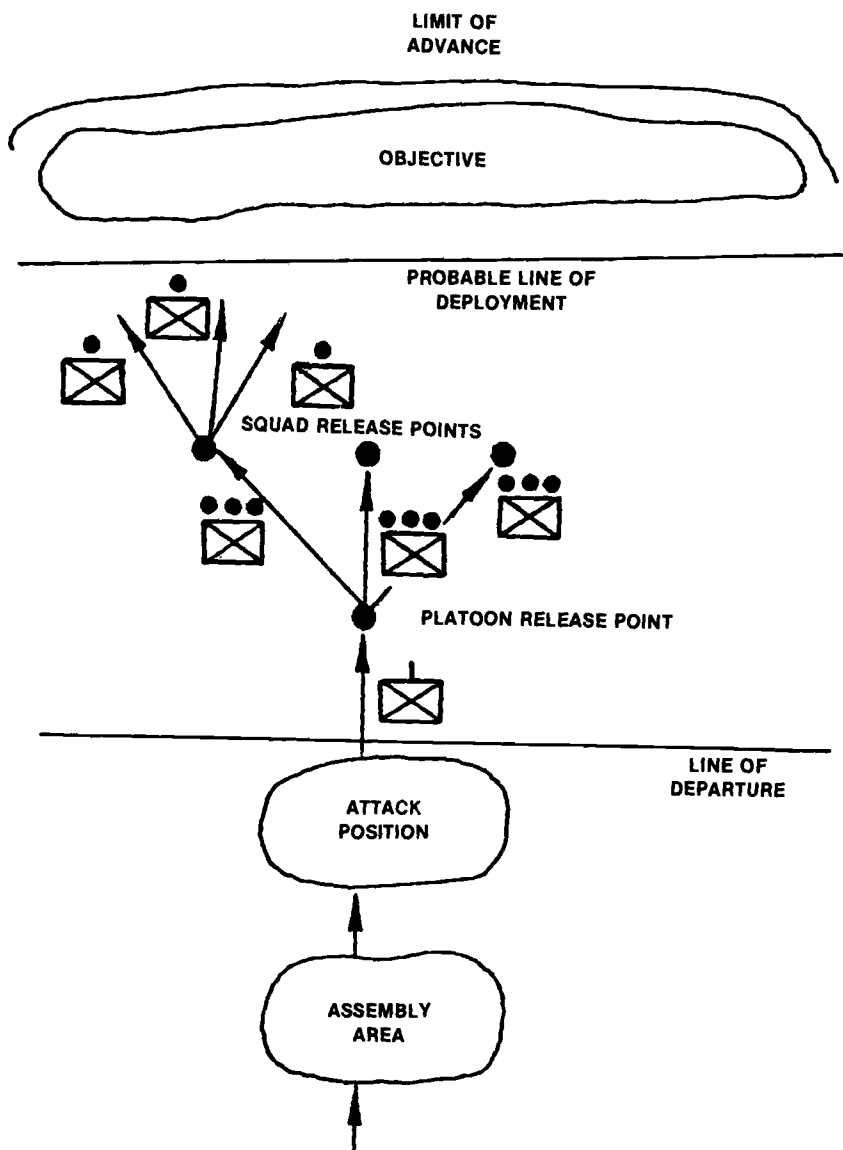 LIMIT OF
ADVANCE
OBJECTIVE
PROBABLE LINE OF
DEPLOYMENT
SQUAD RELEASE POINTS
PLATOON RELEASE POINT
LINE OF
DEPARTURE
ATTACK
POSITION
ASSEMBLY
AREA